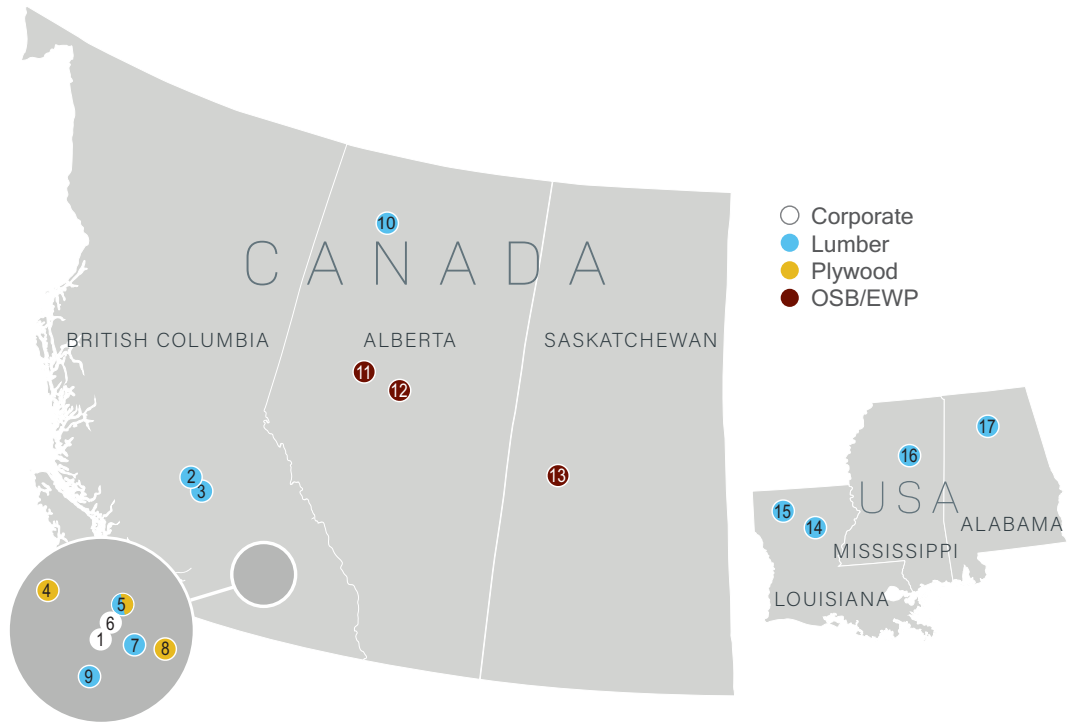 10
CANADA
BRITISH COLUMBIA
ALBERTA
SASKATCHEWAN
11
12
2
3
13
4
5
6
1
7
8
9
Corporate
Lumber
Plywood
OSB/EWP
17
16
USA
15
14
ALABAMA
MISSISSIPPI
LOUISIANA